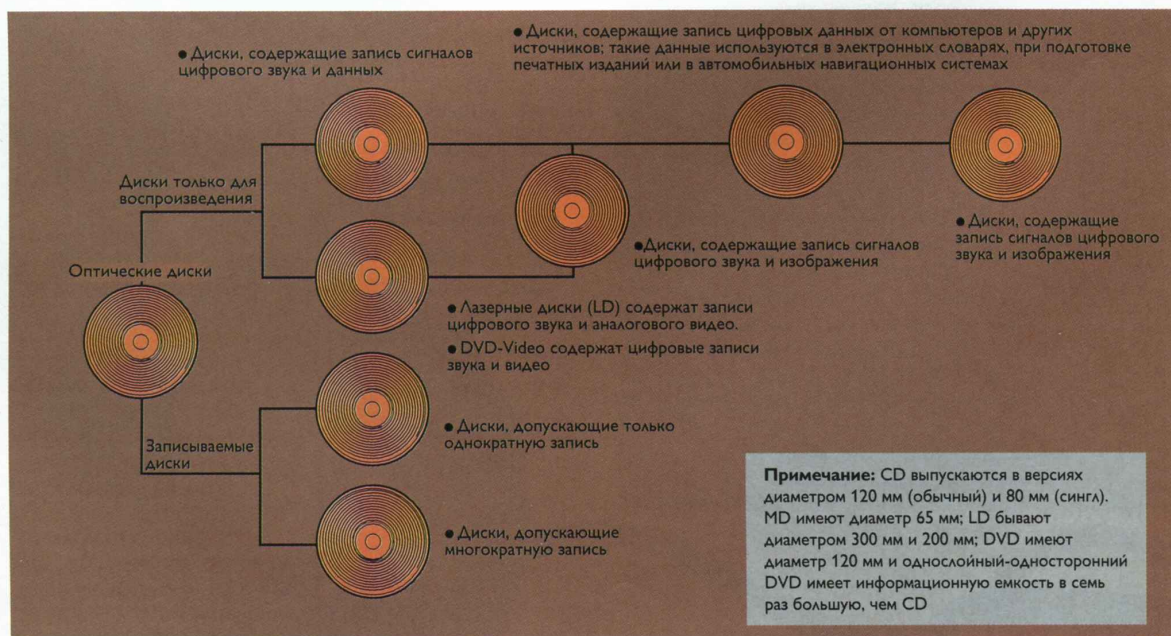 ● Диски, содержащие запись сигналов
цифрового звука и данных
● Диски, содержащие запись цифровых данных от компьютеров и других
источников; такие данные используются в электронных словарях, при подготовке
печатных изданий или в автомобильных навигационных системах
Диски только для
воспроизведения
● Диски, содержащие запись сигналов
цифрового звука и изображения
● Диски, содержащие
запись сигналов цифрового
звука и изображения
Оптические диски
● Лазерные диски (LD) содержат записи
цифрового звука и аналогового видео.
● DVD-Video содержат цифровые записи
звука и видео
Записываемые
диски
● Диски, допускающие только
однократную запись
● Диски, допускающие
многократную запись
Примечание: CD выпускаются в версиях
диаметром 120 мм (обычный) и 80 мм (сингл).
MD имеют диаметр 65 мм; LD бывают
диаметром 300 мм и 200 мм; DVD имеют
диаметр 120 мм и однослойный-односторонний
DVD имеет информационную емкость в семь
раз большую, чем CD